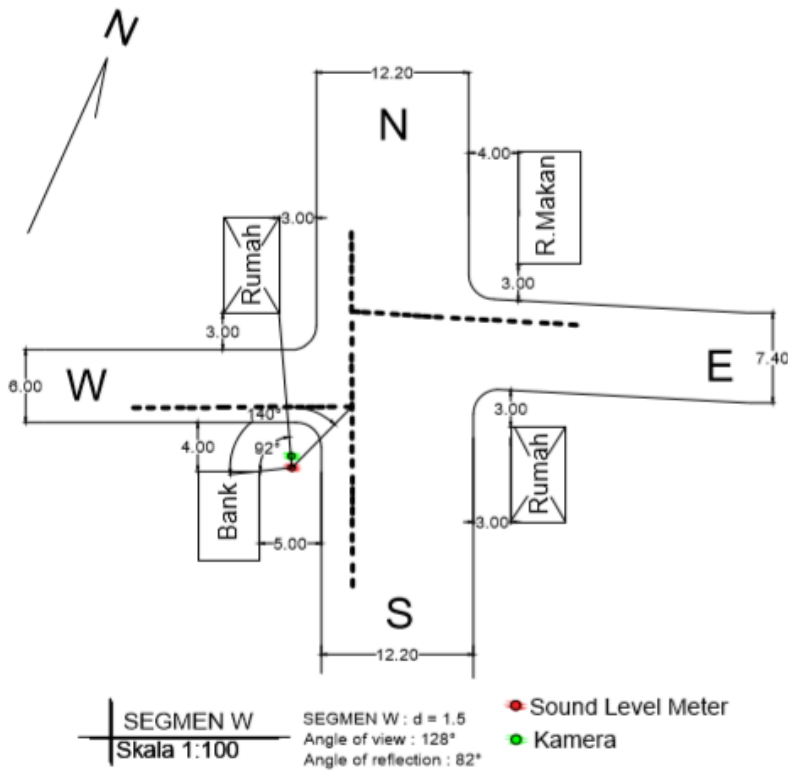 N
12.20
N
4.00
R.Makan
3.00
Rumah
3.00
3.00
6.00
W
E
7.40
140°
92°
4.00
3.00
Bank
Rumah
5.00
3.00
S
12.20
SEGMEN W
Skala 1:100
SEGMEN W : d = 1.5
Angle of view : 128°
Angle of reflection : 82°
Sound Level Meter
Kamera